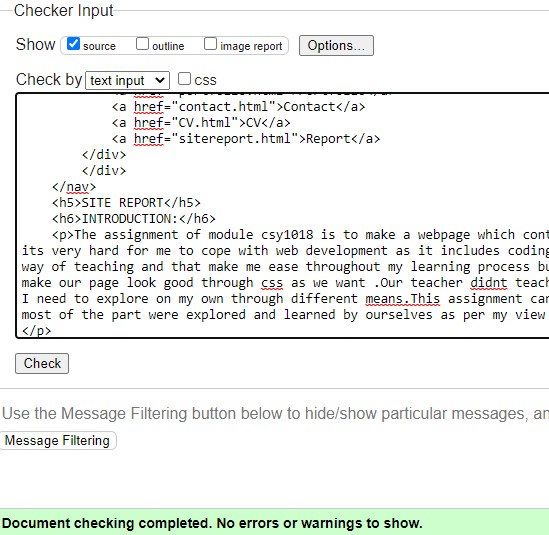 Checker Input
Show source outline image report Options...
Check by text input css
<a href="contact.html">Contact</a>
<a href="CV.html">CV</a>
<a href="sitereport.html">Report</a>
</div>
</div>
</nav>
<h5>SITE REPORT</h5>
<h6>INTRODUCTION:</h6>
<p>The assignment of module csy1018 is to make a webpage which cont
its very hard for me to cope with web development as it includes coding
way of teaching and that make me ease throughout my learning process bu
make our page look good through css as we want .Our teacher didnt teach
I need to explore on my own through different means.This assignment can
most of the part were explored and learned by ourselves as per my view
</p>
Check
Use the Message Filtering button below to hide/show particular messages, an
Message Filtering
Document checking completed. No errors or warnings to show.